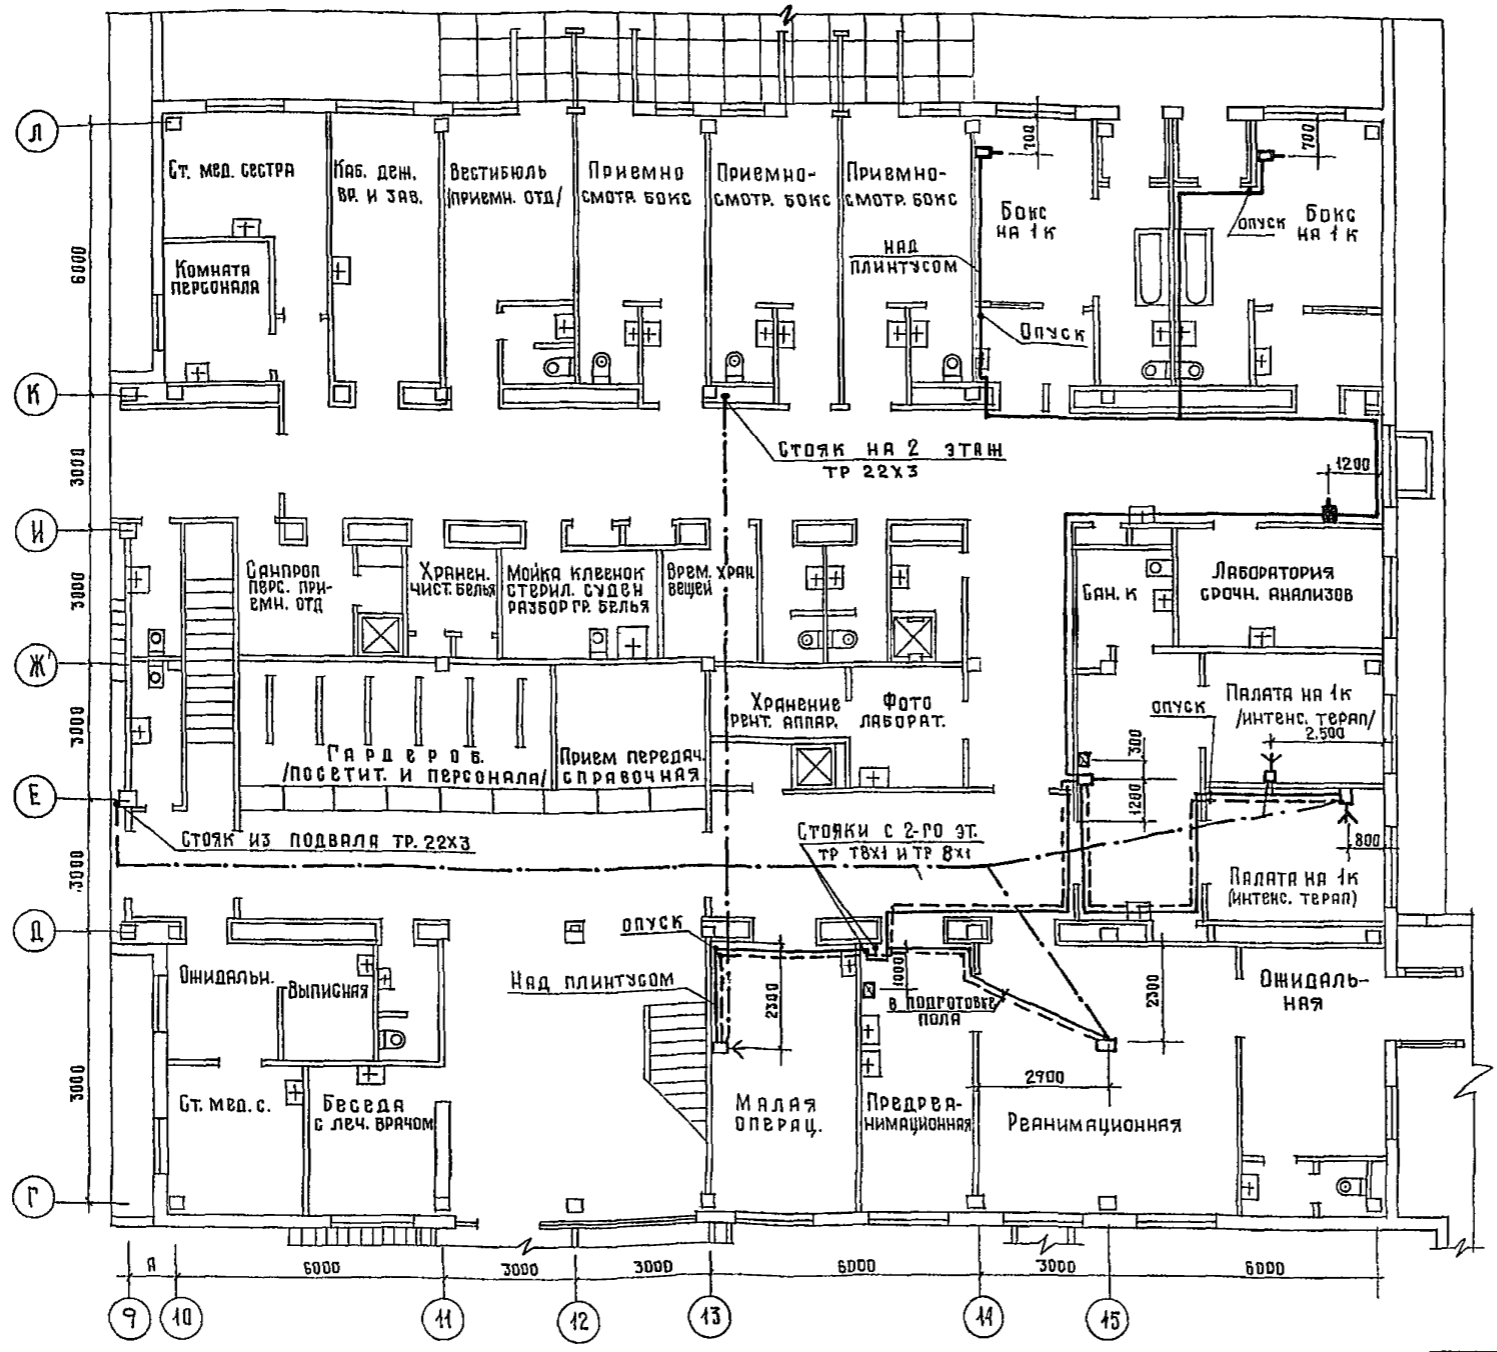 Л
700
700
Ст. мед. сестра
Каб. деж.
вр. и зав.
Вестибюль
/приемн. отд/
Приемно
смотр. бокс
Приемно-
смотр. бокс
Приемно-
смотр. бокс
Бокс
на 1 к
опуск
Бокс
на 1 к
над
плинтусом
6000
Комната
персонала
Опуск
К
Стояк на 2 этаж
тр 22х3
3000
1200
И
3000
Санпроп
перс. при-
емн. отд
Хранен.
чист. белья
Мойка клеенок
стерил. суден
разбор гр. белья
Врем. хран
вещей
Сан. к
Лаборатория
срочн. анализов
Ж'
3000
Гардероб.
/посетит. и персонала/
Прием передач.
справочная
Хранение
рент. аппар.
Фото
лаборат.
опуск
Палата на 1к
/интенс. терап/
2.500
300
1200
Е
Стояк из подвала тр. 22х3
Стояки с 2-го эт.
тр т8х1 и тр 8х1
800
3000
Палата на 1к
(интенс. терап)
Д
опуск
Ожидальн.
Выписная
Над плинтусом
2300
1000
в подготовке
пола
2300
Ожидаль-
ная
3000
2900
Ст. мед. с.
Беседа
с леч. врачом
Малая
операц.
Предреа-
нимационная
Реанимационная
Г
А
6000
3000
3000
6000
3000
6000
9
10
11
12
13
14
15